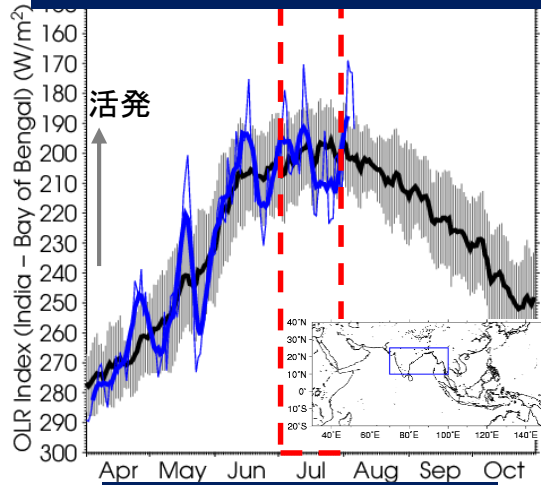 OLR Index (India – Bay of Bengal) (W/m²)
160
170
180
190
200
210
220
230
240
250
260
270
280
290
300
活発
Apr May Jun Jul Aug Sep Oct
40°N
30°N
20°N
10°N
0°
10°S
20°S
40°E 60°E 80°E 100°E 120°E 140°E